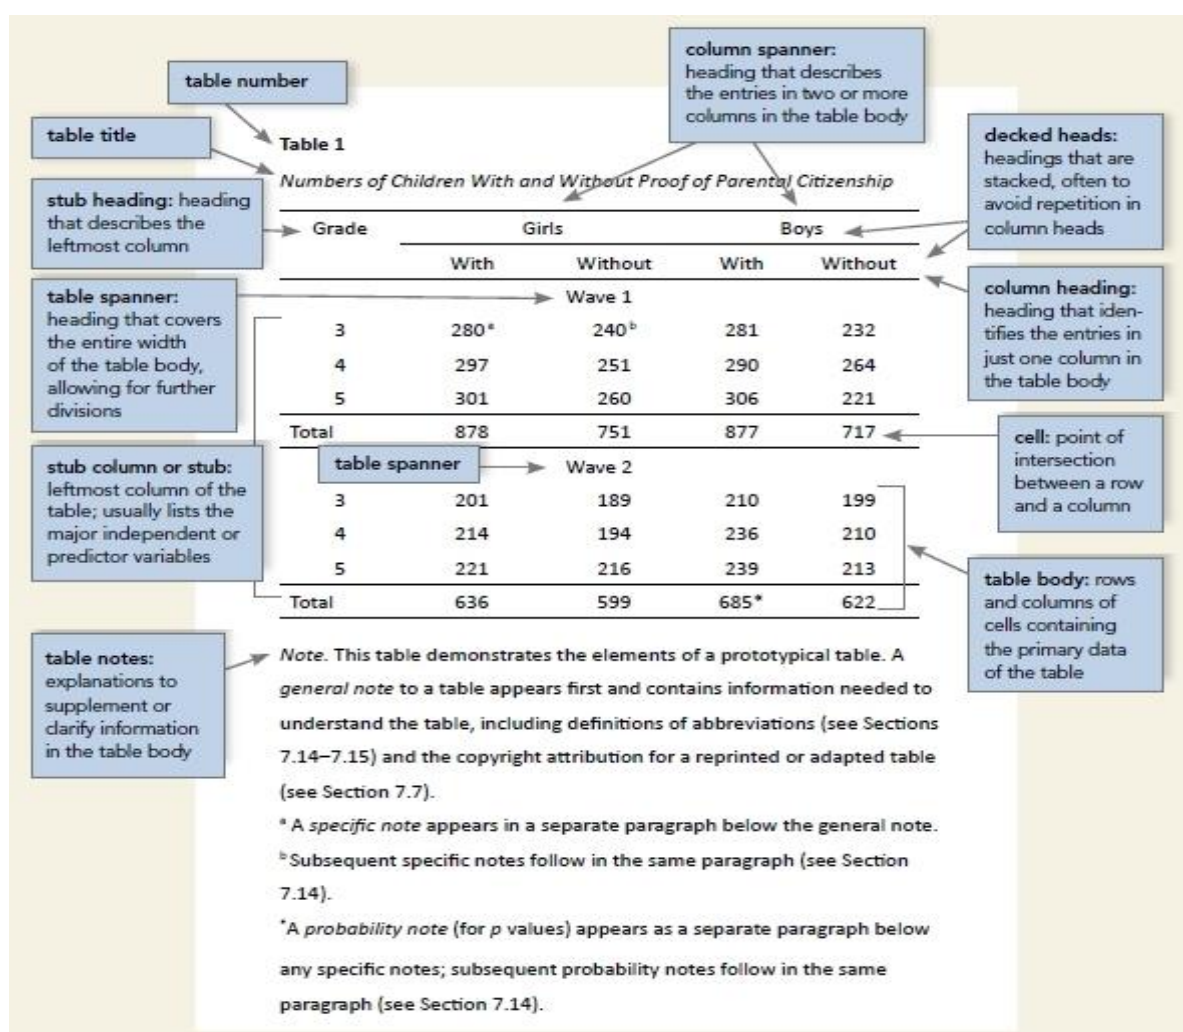 column spanner:
heading that describes
the entries in two or more
columns in the table body
table number
table title
decked heads:
headings that are
stacked, often to
avoid repetition in
column heads
Table 1
Numbers of Children With and Without Proof of Parental Citizenship
stub heading: heading
that describes the
leftmost column
Grade Girls Boys
With Without With Without
column heading:
heading that iden-
tifies the entries in
just one column in
the table body
table spanner:
heading that covers
the entire width
of the table body,
allowing for further
divisions
Wave 1
3 280ᵃ 240ᵇ 281 232
4 297 251 290 264
5 301 260 306 221
Total 878 751 877 717
cell: point of
intersection
between a row
and a column
stub column or stub:
leftmost column of the
table; usually lists the
major independent or
predictor variables
table spanner
Wave 2
3 201 189 210 199
4 214 194 236 210
5 221 216 239 213
Total 636 599 685* 622
table body: rows
and columns of
cells containing
the primary data
of the table
table notes:
explanations to
supplement or
clarify information
in the table body
Note. This table demonstrates the elements of a prototypical table. A
general note to a table appears first and contains information needed to
understand the table, including definitions of abbreviations (see Sections
7.14–7.15) and the copyright attribution for a reprinted or adapted table
(see Section 7.7).
ᵃ A specific note appears in a separate paragraph below the general note.
ᵇ Subsequent specific notes follow in the same paragraph (see Section
7.14).
*A probability note (for p values) appears as a separate paragraph below
any specific notes; subsequent probability notes follow in the same
paragraph (see Section 7.14).